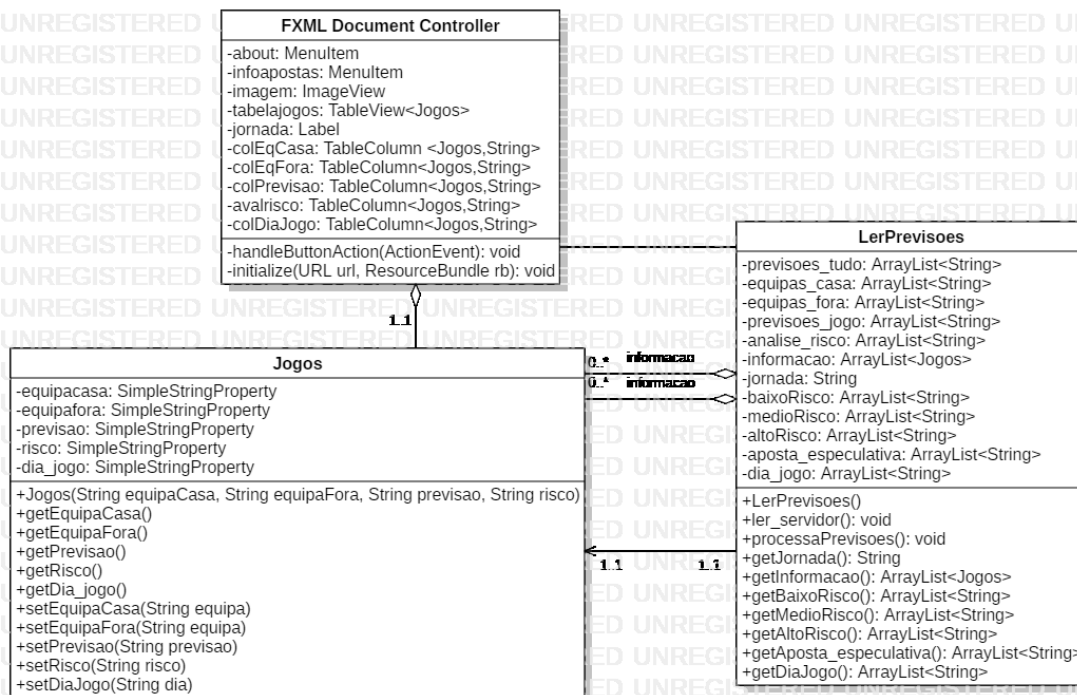 FXML Document Controller
-about: MenuItem
-infoapostas: MenuItem
-imagem: ImageView
-tabelajogos: TableView<Jogos>
-jornada: Label
-colEqCasa: TableColumn <Jogos,String>
-colEqFora: TableColumn<Jogos,String>
-colPrevisao: TableColumn<Jogos,String>
-avalrisco: TableColumn<Jogos,String>
-colDiaJogo: TableColumn<Jogos,String>
-handleButtonAction(ActionEvent): void
-initialize(URL url, ResourceBundle rb): void
1..1
Jogos
-equipacasa: SimpleStringProperty
-equipafora: SimpleStringProperty
-previsao: SimpleStringProperty
-risco: SimpleStringProperty
-dia_jogo: SimpleStringProperty
+Jogos(String equipaCasa, String equipaFora, String previsao, String risco)
+getEquipaCasa()
+getEquipaFora()
+getPrevisao()
+getRisco()
+getDia_jogo()
+setEquipaCasa(String equipa)
+setEquipaFora(String equipa)
+setPrevisao(String previsao)
+setRisco(String risco)
+setDiaJogo(String dia)
0..* informacao
0..* informacao
1..1 1..1
LerPrevisoes
-previsoes_tudo: ArrayList<String>
-equipas_casa: ArrayList<String>
-equipas_fora: ArrayList<String>
-previsoes_jogo: ArrayList<String>
-analise_risco: ArrayList<String>
-informacao: ArrayList<Jogos>
-jornada: String
-baixoRisco: ArrayList<String>
-medioRisco: ArrayList<String>
-altoRisco: ArrayList<String>
-aposta_especulativa: ArrayList<String>
-dia_jogo: ArrayList<String>
+LerPrevisoes()
+ler_servidor(): void
+processaPrevisoes(): void
+getJornada(): String
+getInformacao(): ArrayList<Jogos>
+getBaixoRisco(): ArrayList<String>
+getMedioRisco(): ArrayList<String>
+getAltoRisco(): ArrayList<String>
+getAposta_especulativa(): ArrayList<String>
+getDiaJogo(): ArrayList<String>
UNREGISTERED